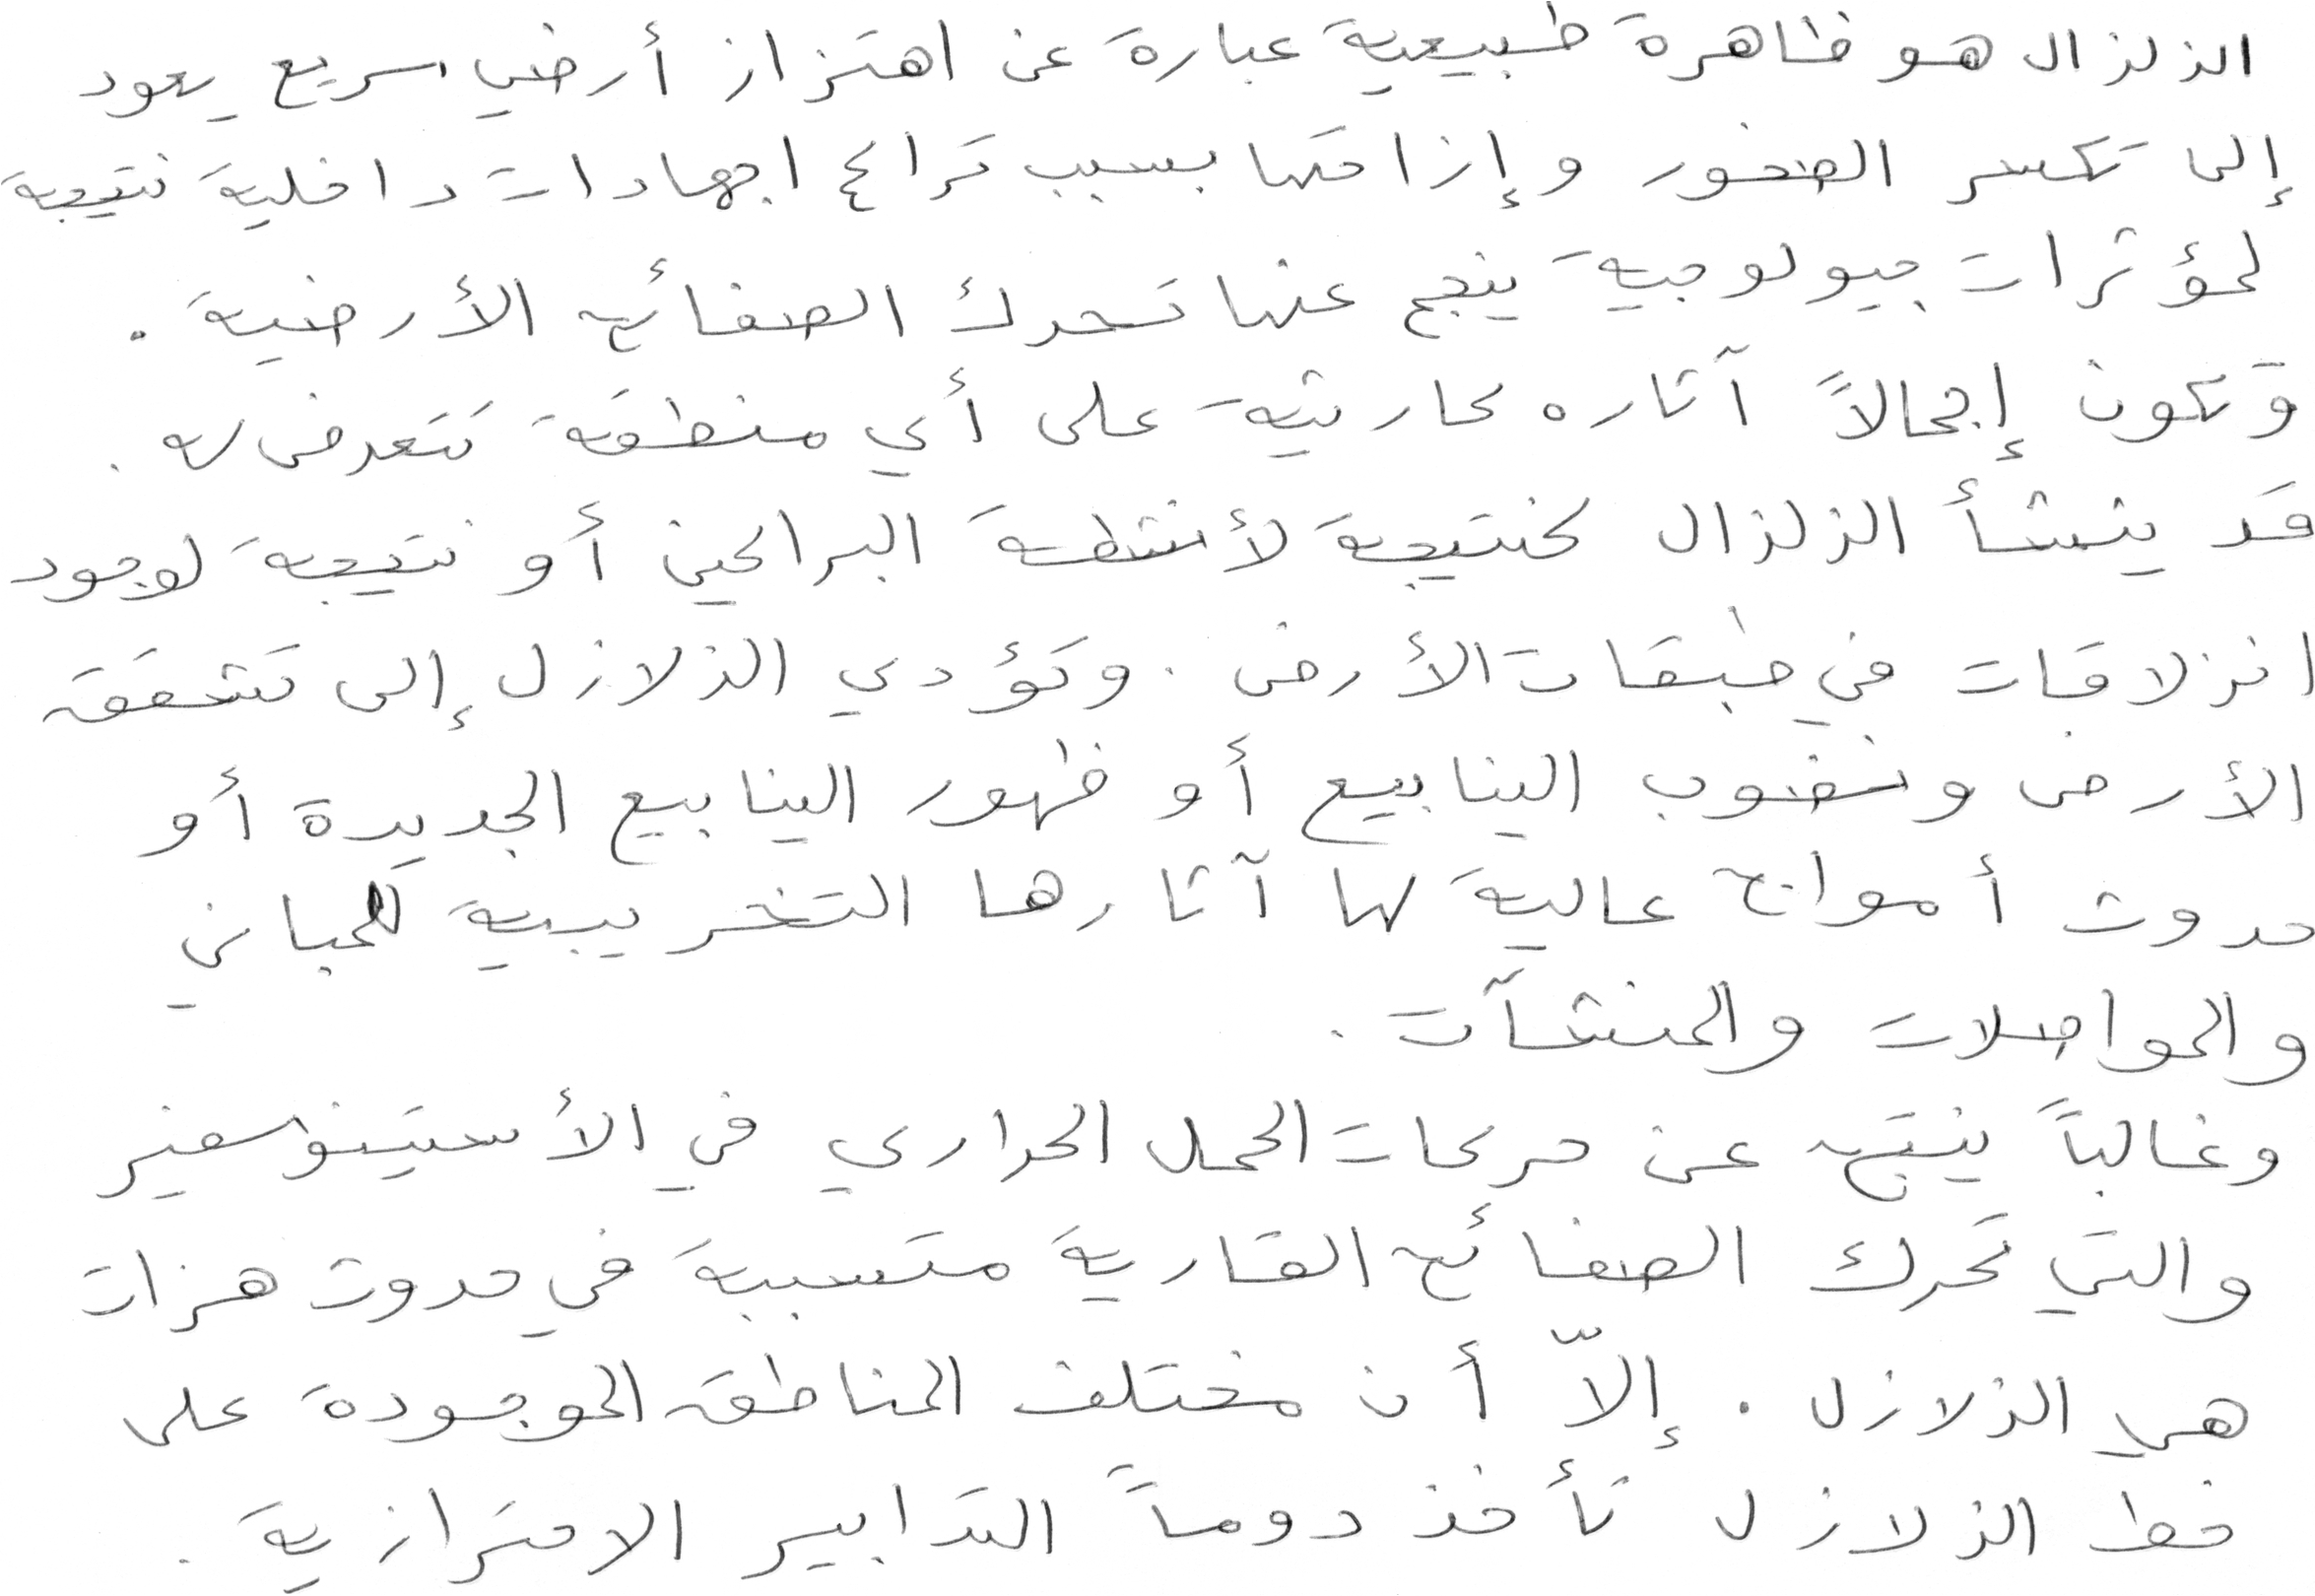 الزلزال هو ظاهرة طبيعية عبارة عن اهتزاز أرضي سريع يعود
إلى تكسر الصخور وإزاحتها بسبب تراكم اجهادات داخلية نتيجة
لمؤثرات جيولوجية ينجم عنها تحرك الصفائح الأرضية .
وتكون إجمالاً آثاره كارثية على أي منطقة تتعرض له .
قد ينشأ الزلزال كنتيجة لأنشطة البراكين أو نتيجة لوجود
انزلاقات في طبقات الأرض . وتؤدي الزلازل إلى تشقق
الأرض ونضوب الينابيع أو ظهور الينابيع الجديدة أو
حدوث أمواج عالية لها آثارها التخريبية للمباني
والمواصلات والمنشآت .
وغالباً ينتج عن حركات الحمل الحراري في الأسثينوسفير
والتي تحرك الصفائح القارية متسببة في حدوث هزات
هي الزلازل . إلاّ أن مختلف المناطق الموجودة على
خط الزلازل تأخذ دوماً التدابير الاحترازية .